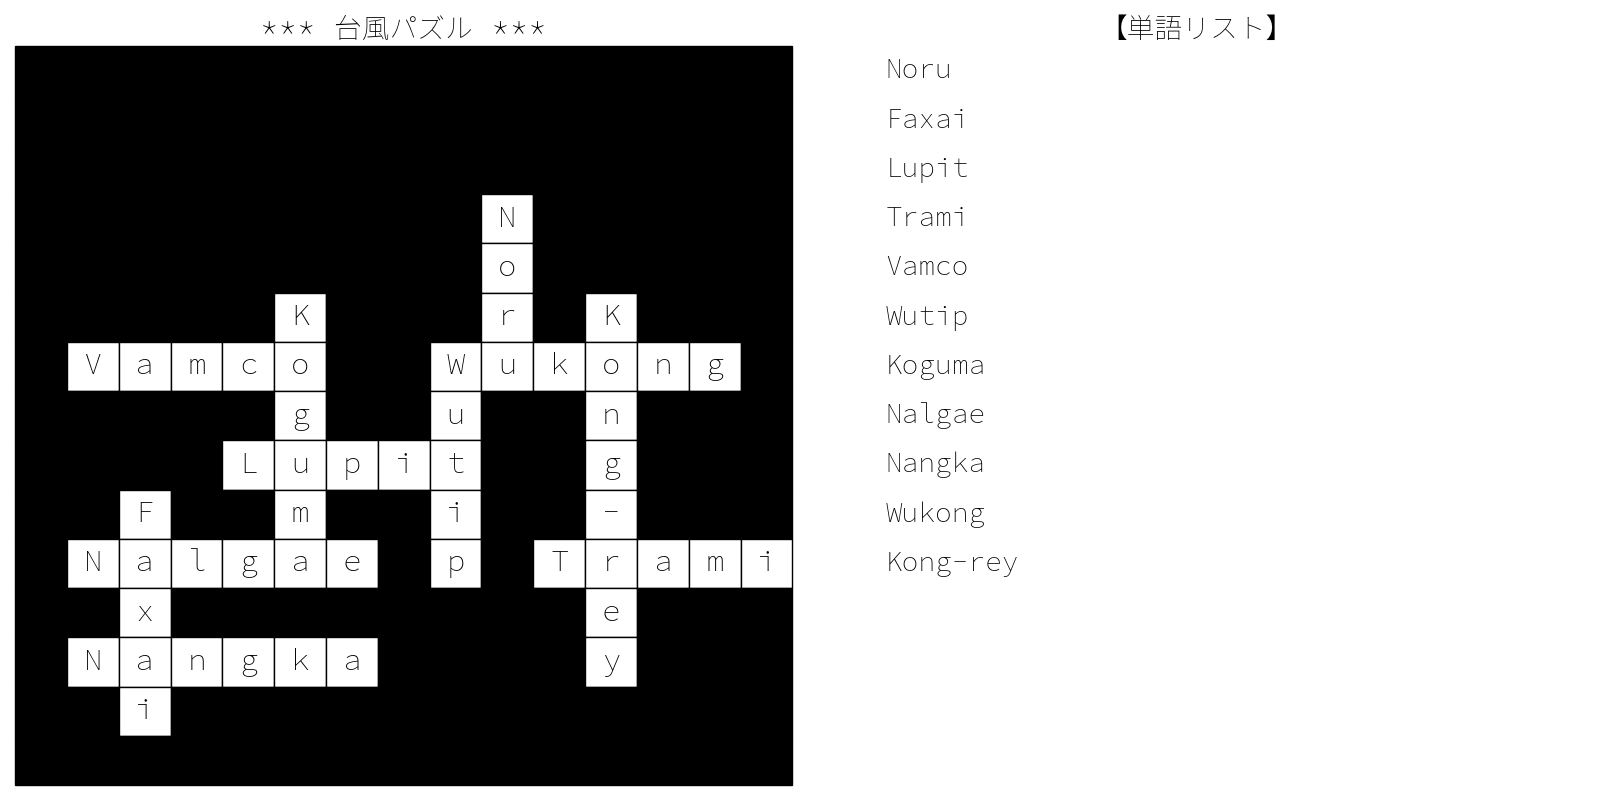 *** 台風パズル ***
【単語リスト】
Noru
Faxai
Lupit
Trami
Vamco
Wutip
Koguma
Nalgae
Nangka
Wukong
Kong-rey
N
o
r
K
K
V a m c o
W u k o n g
g
u
n
L u p i t
g
F
m
i
-
N a l g a e
p
T r a m i
x
e
N a n g k a
y
i